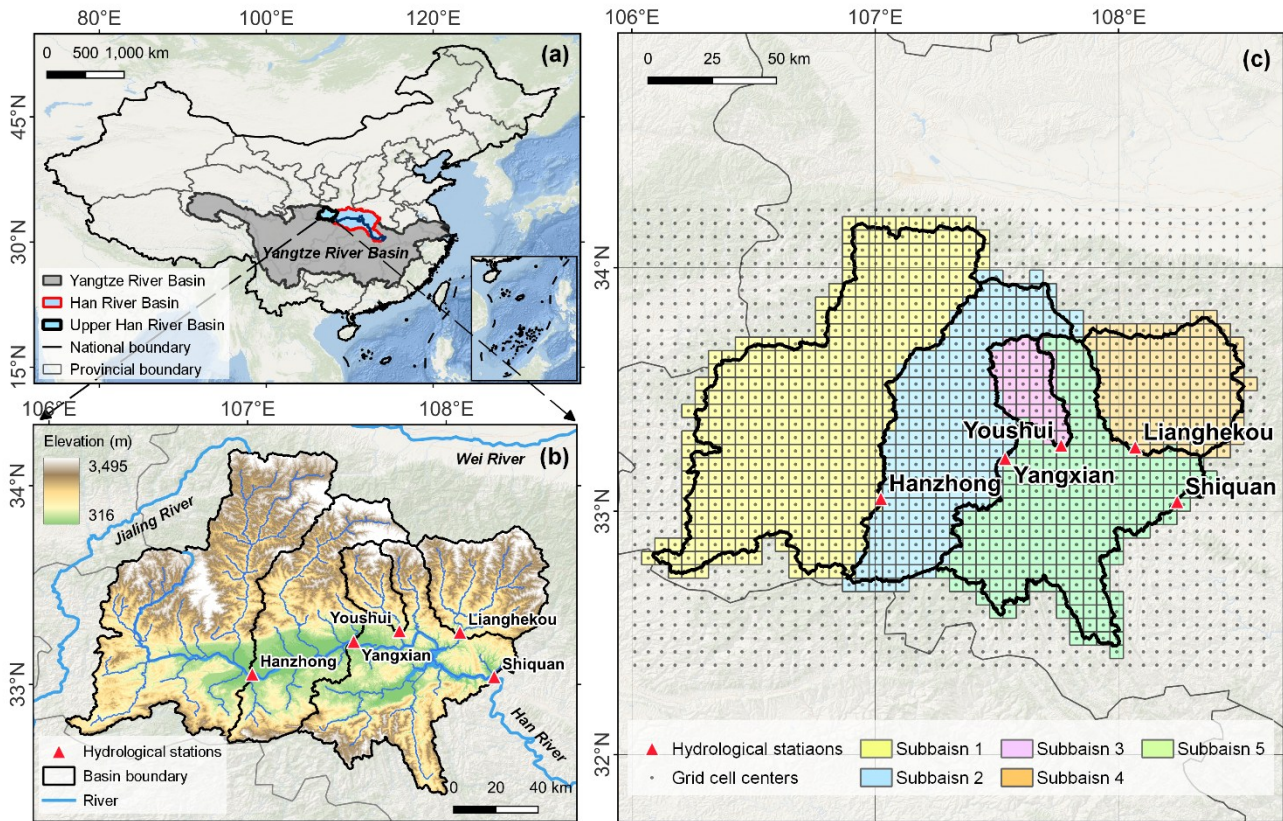 80°E
100°E
120°E
0 500 1,000 km
(a)
45°N
30°N
15°N
Yangtze River Basin
Yangtze River Basin
Han River Basin
Upper Han River Basin
National boundary
Provincial boundary
106°E
107°E
108°E
Elevation (m)
3,495
316
(b)
Wei River
Jialing River
34°N
33°N
Youshui
Lianghekou
Hanzhong
Yangxian
Shiquan
Han River
Hydrological stations
Basin boundary
River
0 20 40 km
106°E
107°E
108°E
0 25 50 km
(c)
34°N
33°N
32°N
Youshui
Lianghekou
Yangxian
Hanzhong
Shiquan
Hydrological statiaons
Subbaisn 1
Subbaisn 3
Subbaisn 5
Grid cell centers
Subbaisn 2
Subbaisn 4